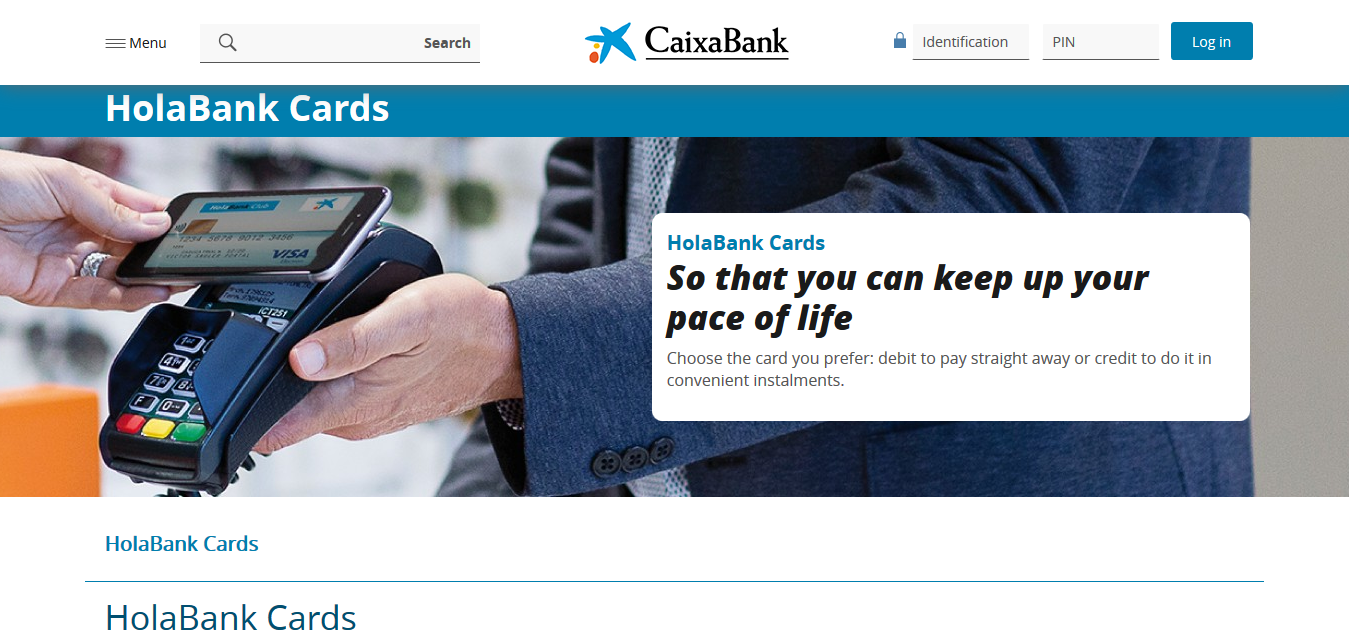 Menu
Search
CaixaBank
Identification
PIN
Log in
HolaBank Cards
HolaBank Club
1234 5678 9012 3456
VISA
ICT251
HolaBank Cards
So that you can keep up your
pace of life
Choose the card you prefer: debit to pay straight away or credit to do it in
convenient instalments.
HolaBank Cards
HolaBank Cards